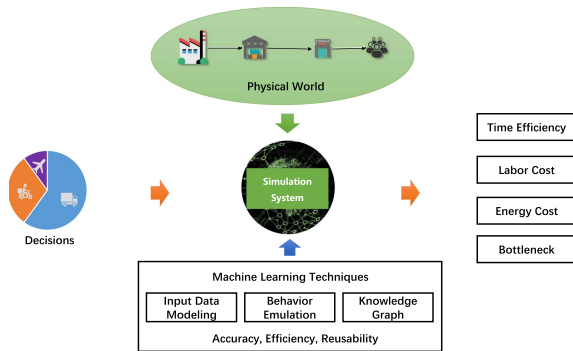 Physical World
Time Efficiency
Simulation
System
Labor Cost
Energy Cost
Decisions
Bottleneck
Machine Learning Techniques
Input Data
Modeling
Behavior
Emulation
Knowledge
Graph
Accuracy, Efficiency, Reusability